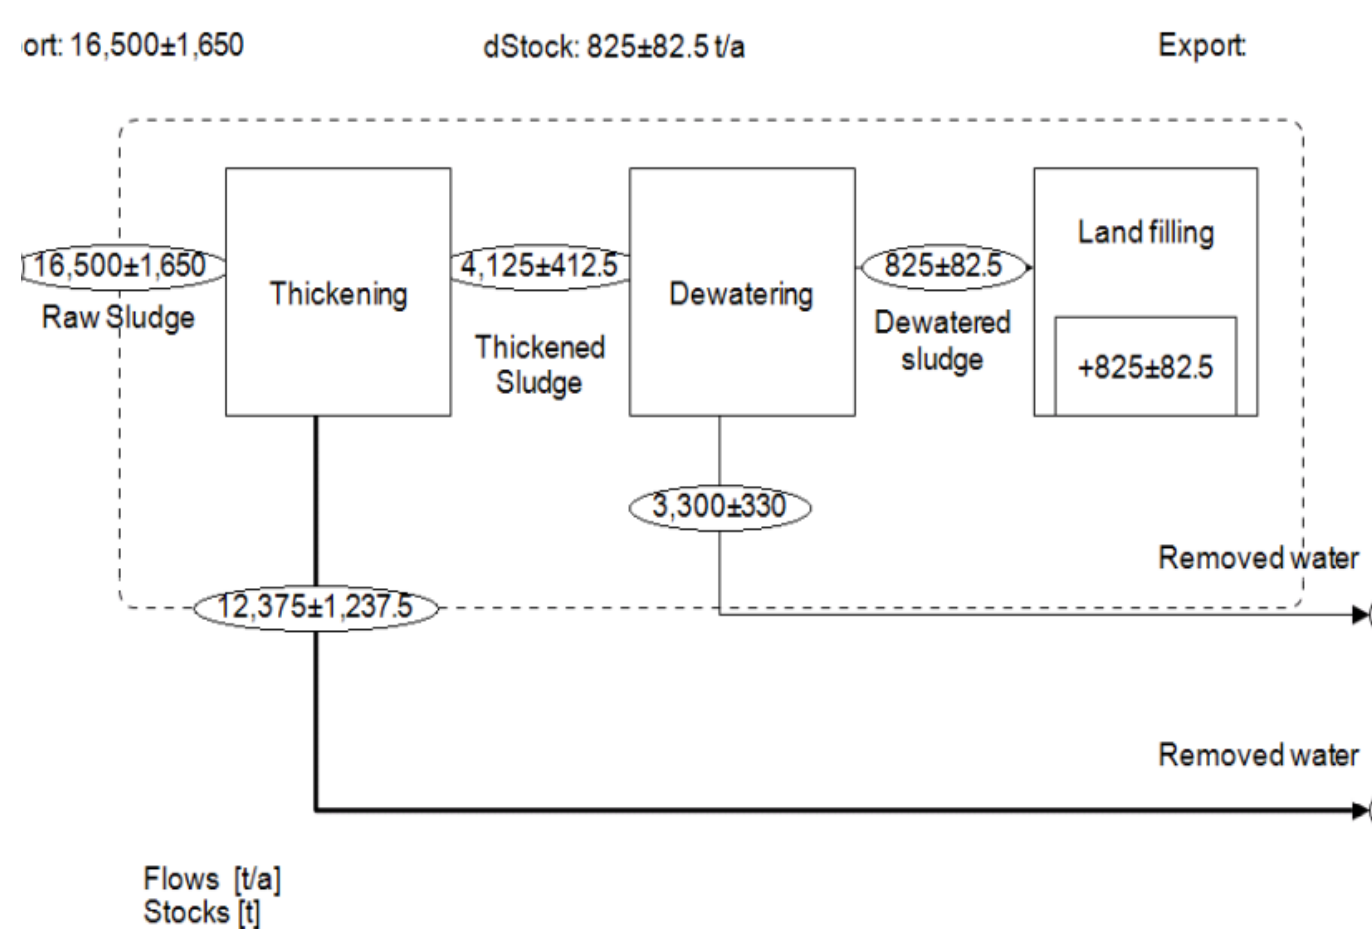 ort: 16,500±1,650
dStock: 825±82.5 t/a
Export:
16,500±1,650
Raw Sludge
Thickening
4,125±412.5
Thickened
Sludge
Dewatering
825±82.5
Dewatered
sludge
Land filling
+825±82.5
3,300±330
12,375±1,237.5
Removed water
Removed water
Flows [t/a]
Stocks [t]